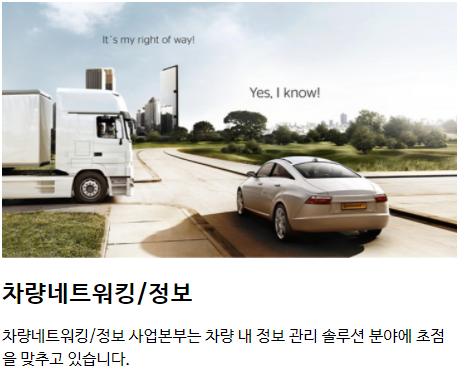 It`s my right of way!
Yes, I know!
차량네트워킹/정보
차량네트워킹/정보 사업본부는 차량 내 정보 관리 솔루션 분야에 초점
을 맞추고 있습니다.